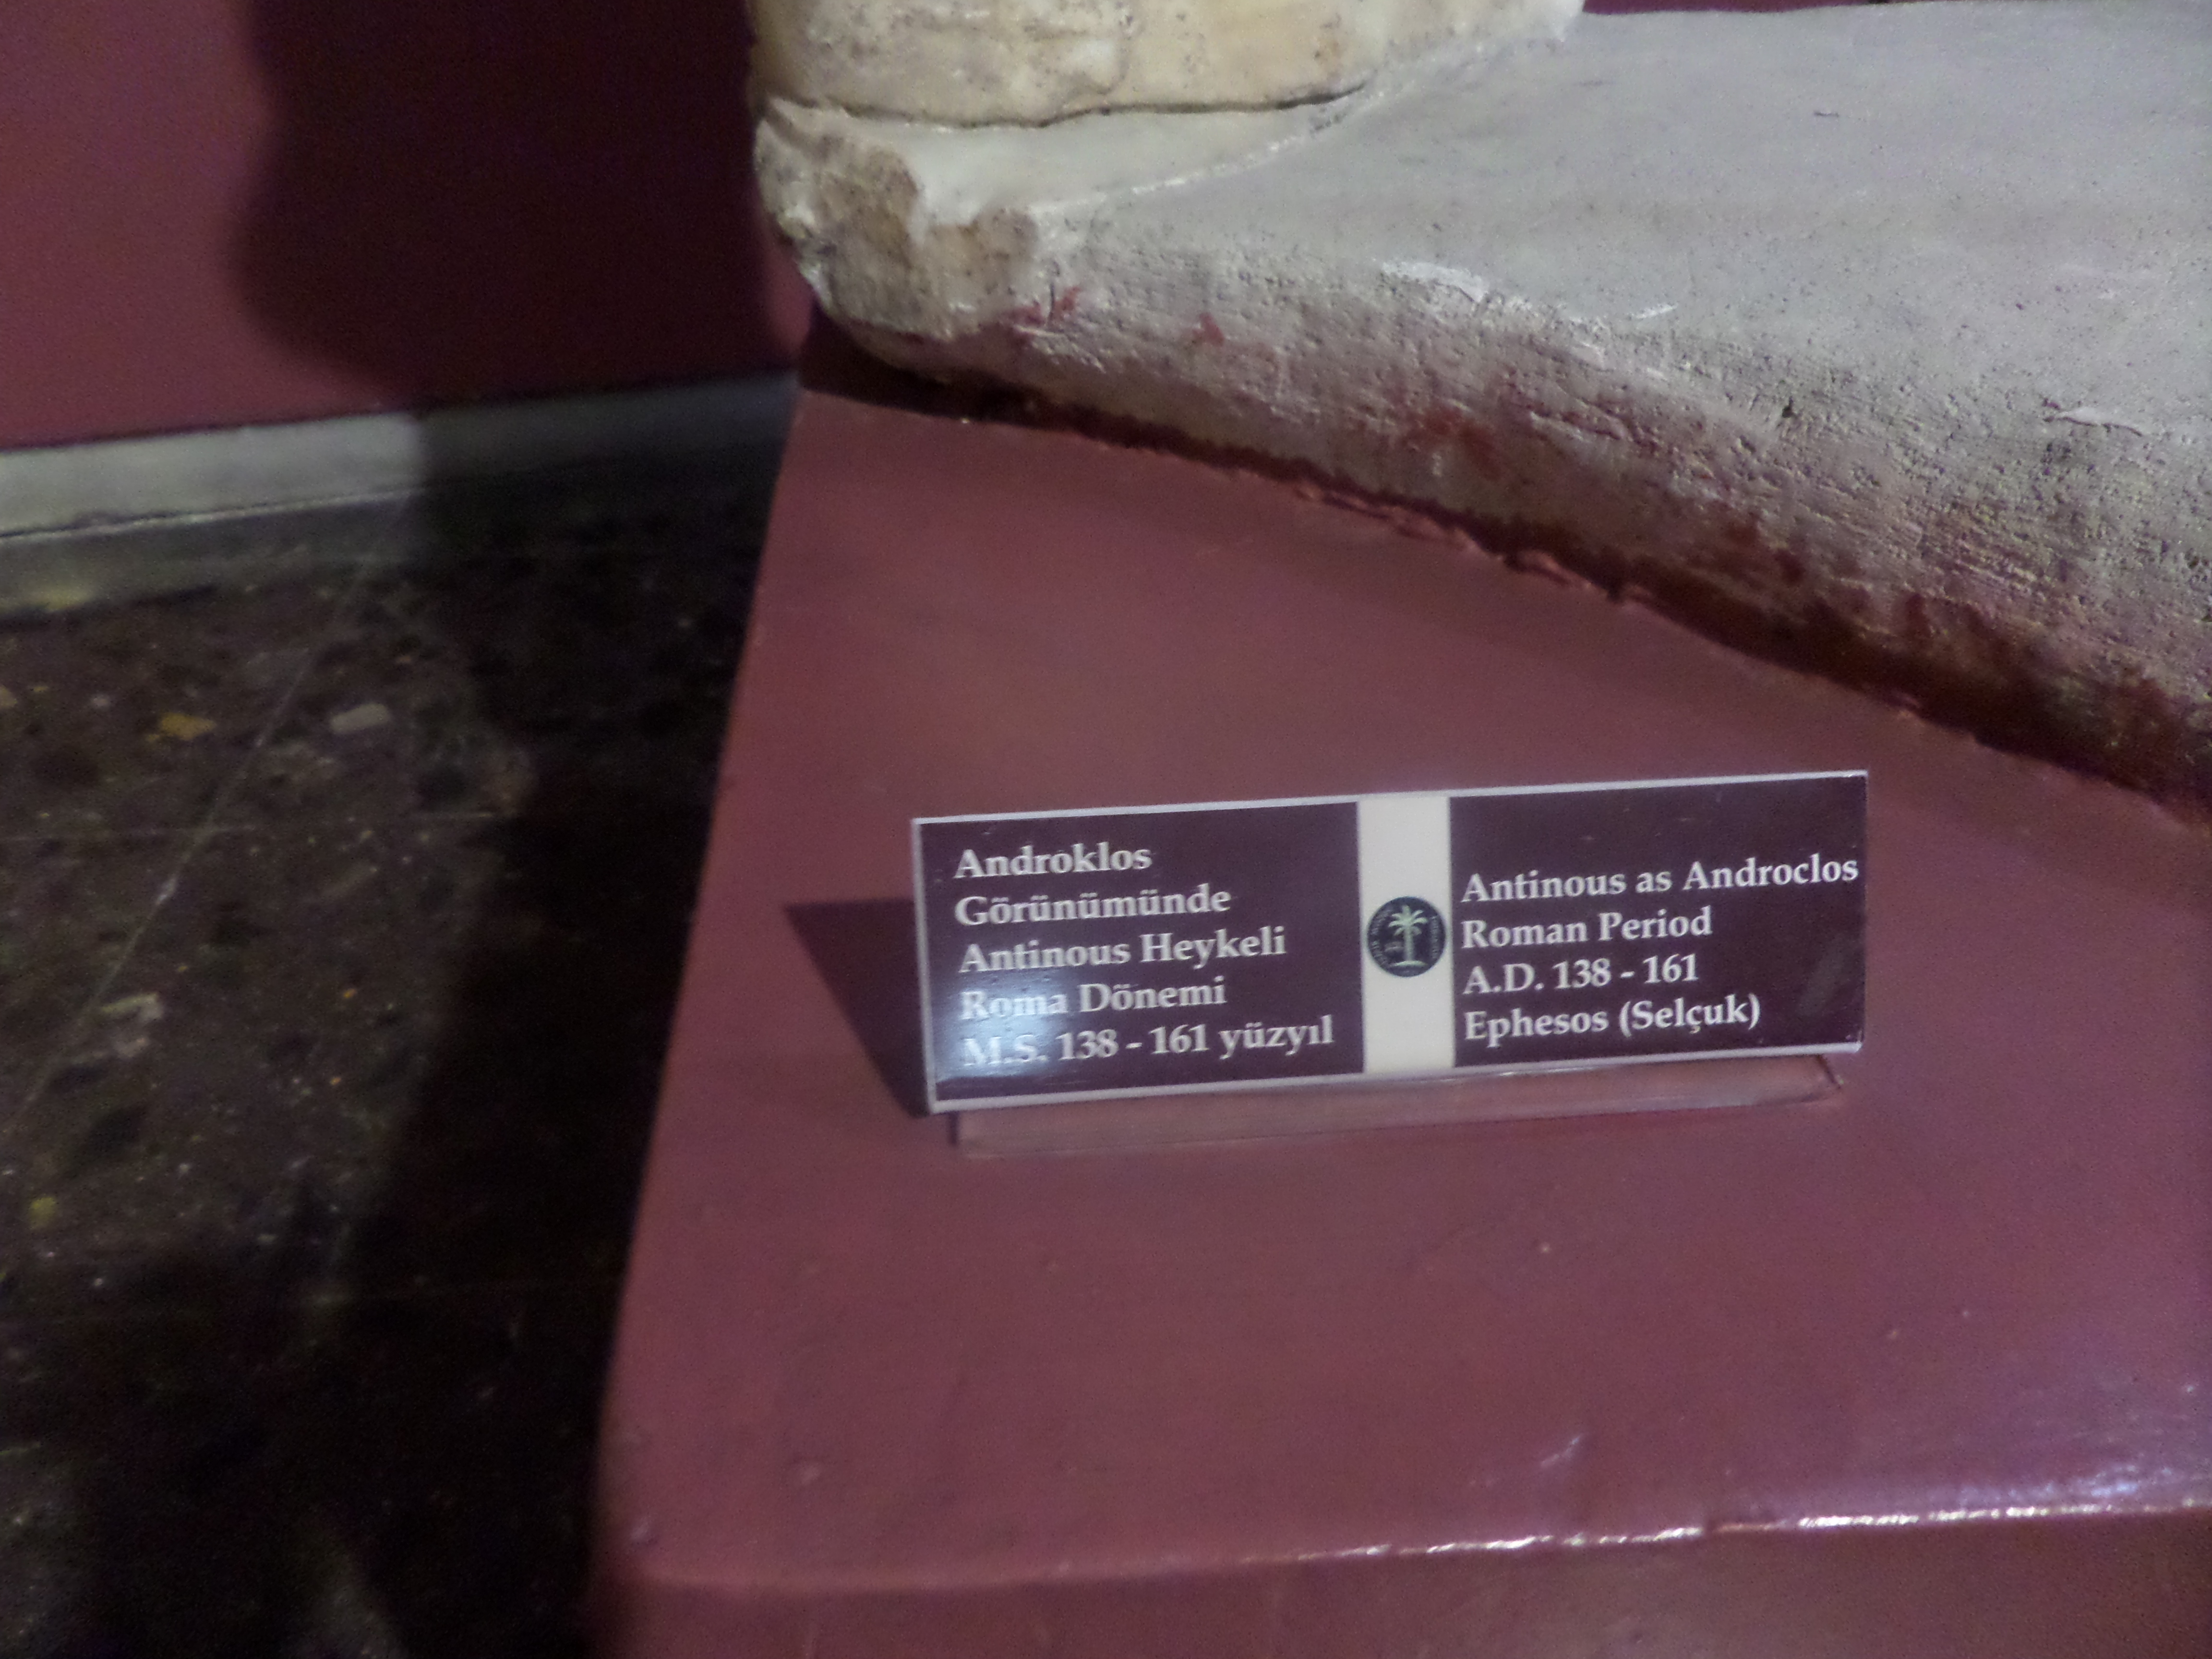 Androklos
Görünümünde
Antinous Heykeli
Roma Dönemi
M.S. 138 - 161 yüzyıl
Antinous as Androclos
Roman Period
A.D. 138 - 161
Ephesos (Selçuk)